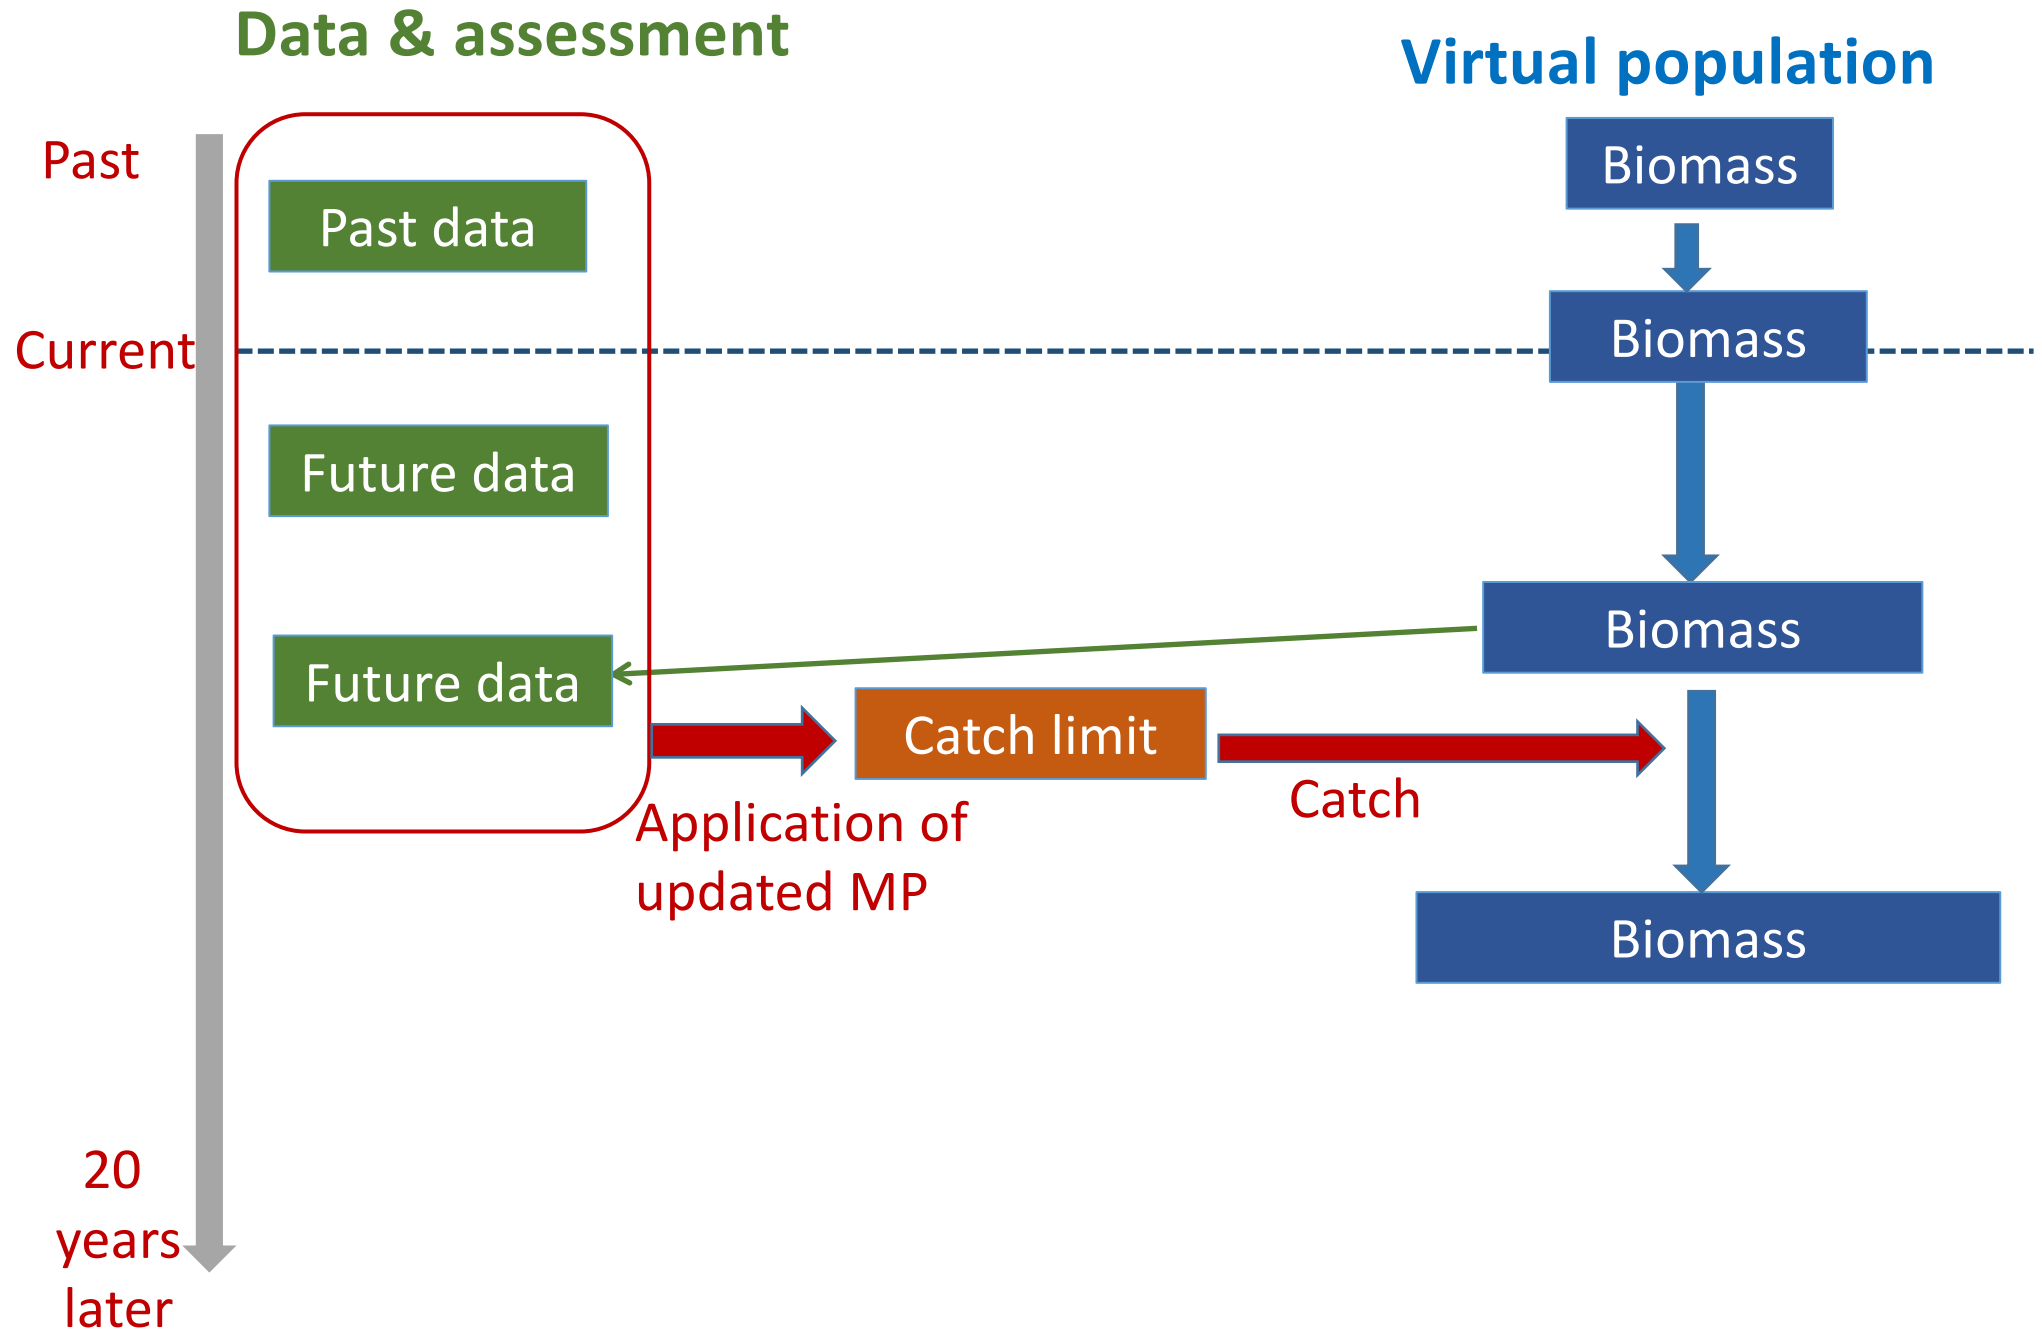 Data & assessment
Virtual population
Past
Biomass
Past data
Current
Biomass
Future data
Biomass
Future data
Catch limit
Catch
Application of
updated MP
Biomass
20
years
later